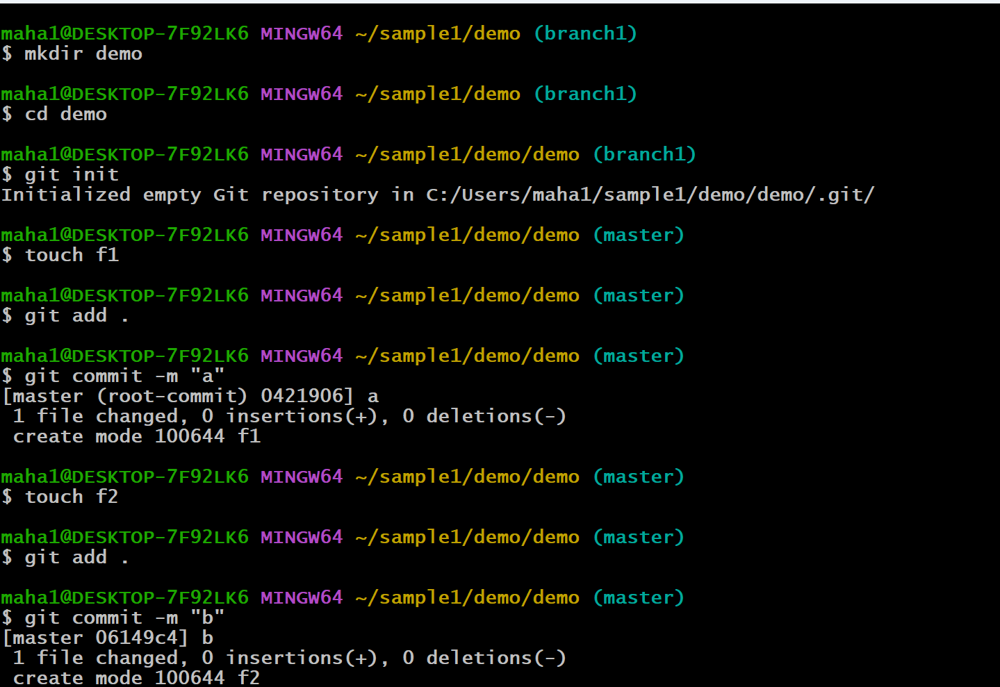 maha1@DESKTOP-7F92LK6 MINGW64 ~/sample1/demo (branch1)
$ mkdir demo
maha1@DESKTOP-7F92LK6 MINGW64 ~/sample1/demo (branch1)
$ cd demo
maha1@DESKTOP-7F92LK6 MINGW64 ~/sample1/demo/demo (branch1)
$ git init
Initialized empty Git repository in C:/Users/maha1/sample1/demo/demo/.git/
maha1@DESKTOP-7F92LK6 MINGW64 ~/sample1/demo/demo (master)
$ touch f1
maha1@DESKTOP-7F92LK6 MINGW64 ~/sample1/demo/demo (master)
$ git add .
maha1@DESKTOP-7F92LK6 MINGW64 ~/sample1/demo/demo (master)
$ git commit -m "a"
[master (root-commit) 0421906] a
 1 file changed, 0 insertions(+), 0 deletions(-)
 create mode 100644 f1
maha1@DESKTOP-7F92LK6 MINGW64 ~/sample1/demo/demo (master)
$ touch f2
maha1@DESKTOP-7F92LK6 MINGW64 ~/sample1/demo/demo (master)
$ git add .
maha1@DESKTOP-7F92LK6 MINGW64 ~/sample1/demo/demo (master)
$ git commit -m "b"
[master 06149c4] b
 1 file changed, 0 insertions(+), 0 deletions(-)
 create mode 100644 f2